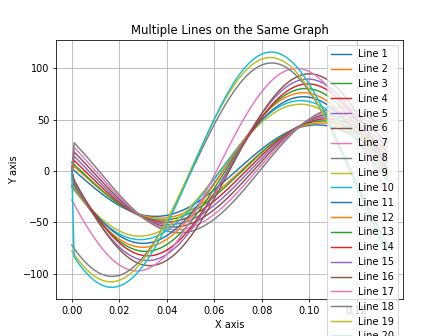 Multiple Lines on the Same Graph
Y axis
100
50
0
−50
−100
0.00
0.02
0.04
0.06
0.08
0.10
0.12
X axis
Line 1
Line 2
Line 3
Line 4
Line 5
Line 6
Line 7
Line 8
Line 9
Line 10
Line 11
Line 12
Line 13
Line 14
Line 15
Line 16
Line 17
Line 18
Line 19
Line 20